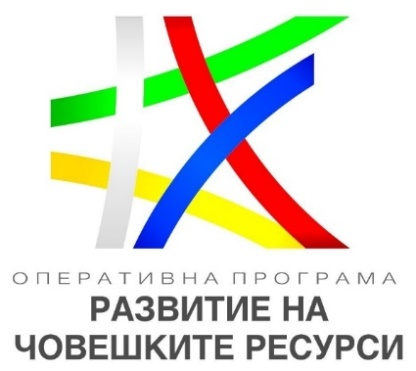 ОПЕРАТИВНА ПРОГРАМА
РАЗВИТИЕ НА
ЧОВЕШКИТЕ РЕСУРСИ